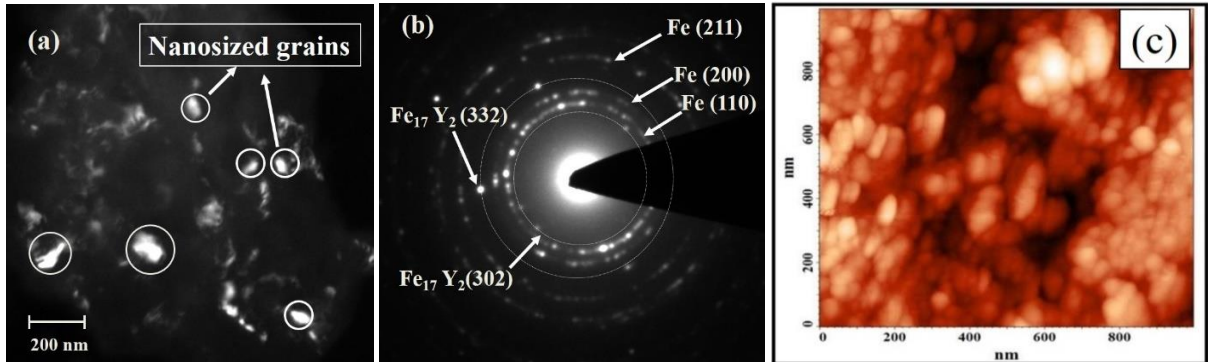 (a)
Nanosized grains
200 nm
(b)
Fe (211)
Fe (200)
Fe (110)
Fe17 Y2 (332)
Fe17 Y2(302)
(c)
nm
800
600
400
200
0
0
200
400
600
800
nm